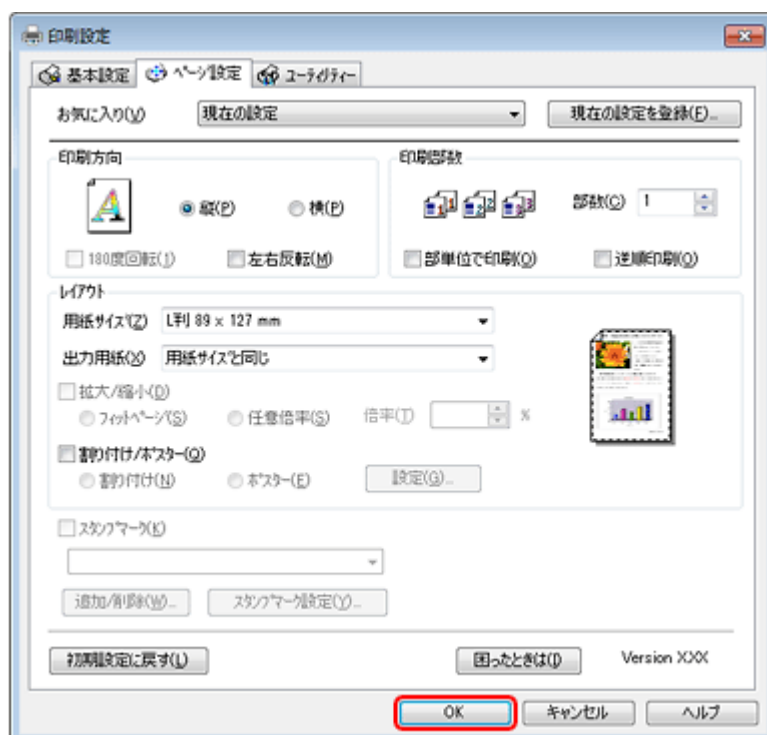 印刷設定
基本設定 ページ設定 ユーティリティー
お気に入り(V) 現在の設定 現在の設定を登録(F)...
印刷方向 印刷部数
縦(P) 横(P) 部数(C) 1
180度回転(1) 左右反転(M) 部単位で印刷(O) 逆順印刷(O)
レイアウト
用紙サイズ(Z) L判 89 x 127 mm
出力用紙(X) 用紙サイズと同じ
拡大/縮小(D)
フィットページ(S) 任意倍率(S) 倍率(T) %
割り付け/ポスター(Q)
割り付け(N) ポスター(E) 設定(G)...
スタンプマーク(K)
追加/削除(W)... スタンプマーク設定(Y)...
初期設定に戻す(L) 困ったときは(I) Version XXX
OK キャンセル ヘルプ